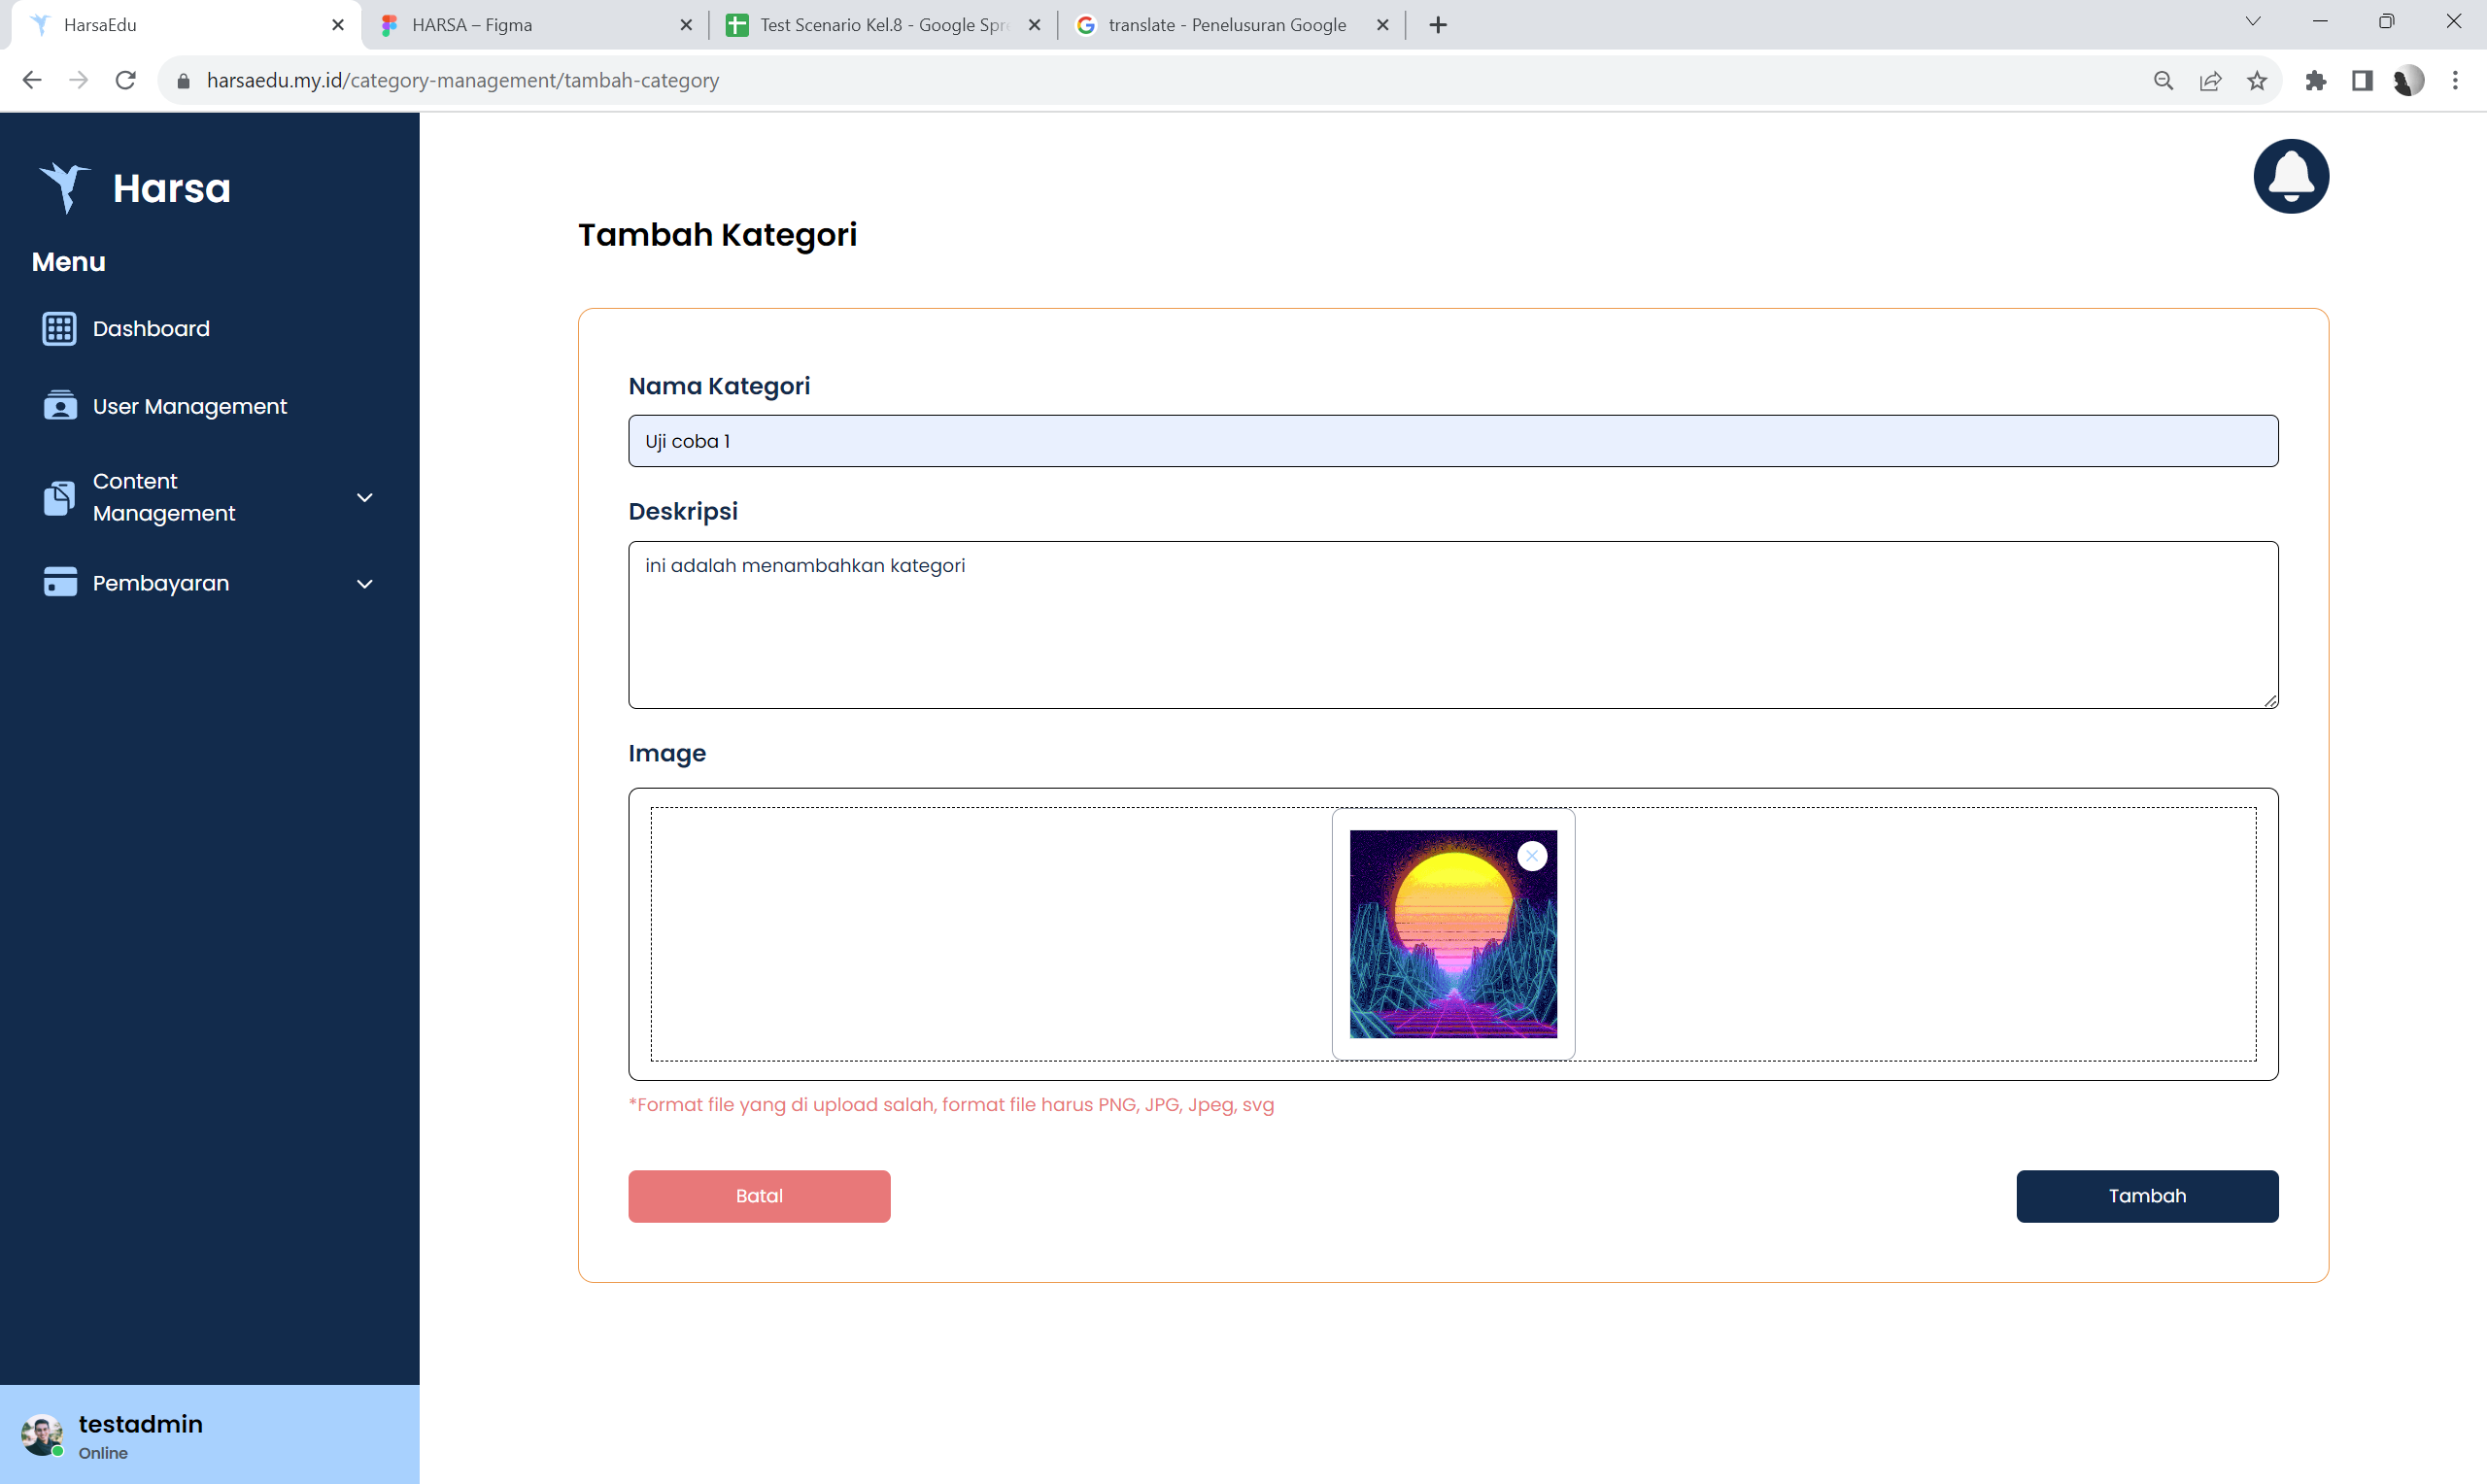 HarsaEdu
HARSA – Figma
Test Scenario Kel.8 - Google Spre
translate - Penelusuran Google
harsaedu.my.id/category-management/tambah-category
Harsa
Menu
Dashboard
User Management
Content
Management
Pembayaran
testadmin
Online
Tambah Kategori
Nama Kategori
Uji coba 1
Deskripsi
ini adalah menambahkan kategori
Image
*Format file yang di upload salah, format file harus PNG, JPG, Jpeg, svg
Batal
Tambah